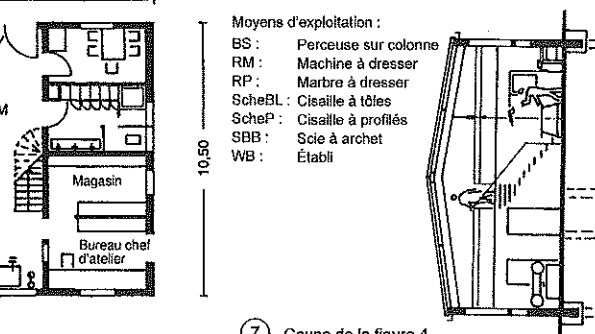 Moyens d'exploitation :
BS : Perceuse sur colonne
RM : Machine à dresser
RP : Marbre à dresser
ScheBL : Cisaille à tôles
ScheP : Cisaille à profilés
SBB : Scie à archet
WB : Établi
M
10,50
Magasin
Bureau chef
d'atelier
7 Coupe de la figure 4